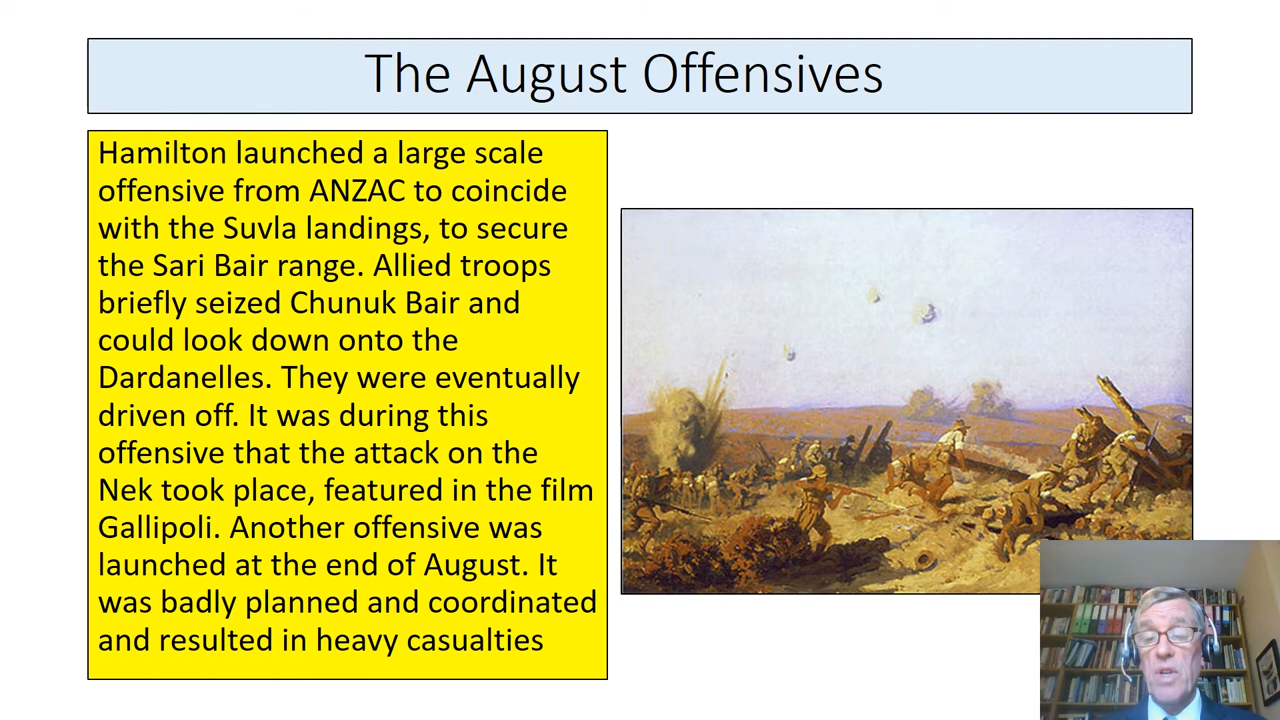 The August Offensives
Hamilton launched a large scale
offensive from ANZAC to coincide
with the Suvla landings, to secure
the Sari Bair range. Allied troops
briefly seized Chunuk Bair and
could look down onto the
Dardanelles. They were eventually
driven off. It was during this
offensive that the attack on the
Nek took place, featured in the film
Gallipoli. Another offensive was
launched at the end of August. It
was badly planned and coordinated
and resulted in heavy casualties